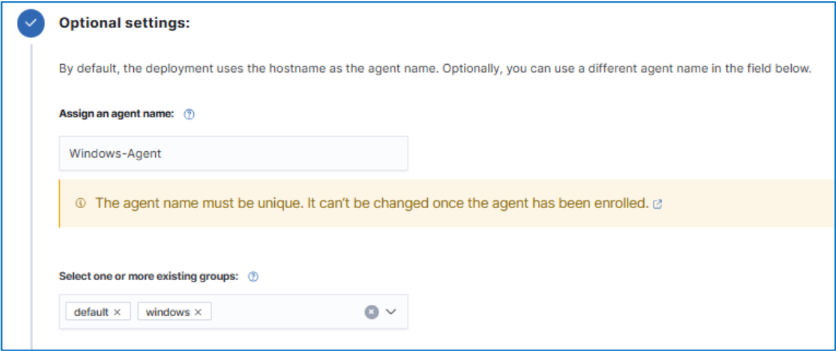 Optional settings:
By default, the deployment uses the hostname as the agent name. Optionally, you can use a different agent name in the field below.
Assign an agent name:
Windows-Agent
The agent name must be unique. It can't be changed once the agent has been enrolled.
Select one or more existing groups:
default × windows ×